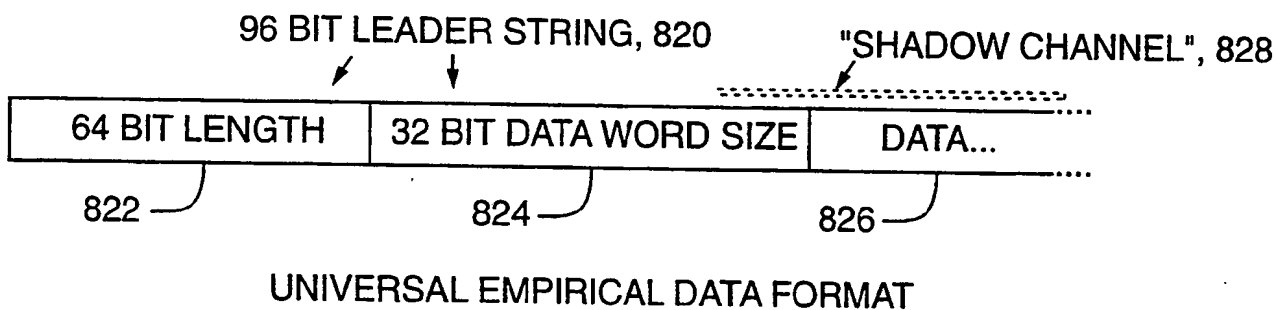 96 BIT LEADER STRING, 820
"SHADOW CHANNEL", 828
64 BIT LENGTH
32 BIT DATA WORD SIZE
DATA...
822
824
826
UNIVERSAL EMPIRICAL DATA FORMAT